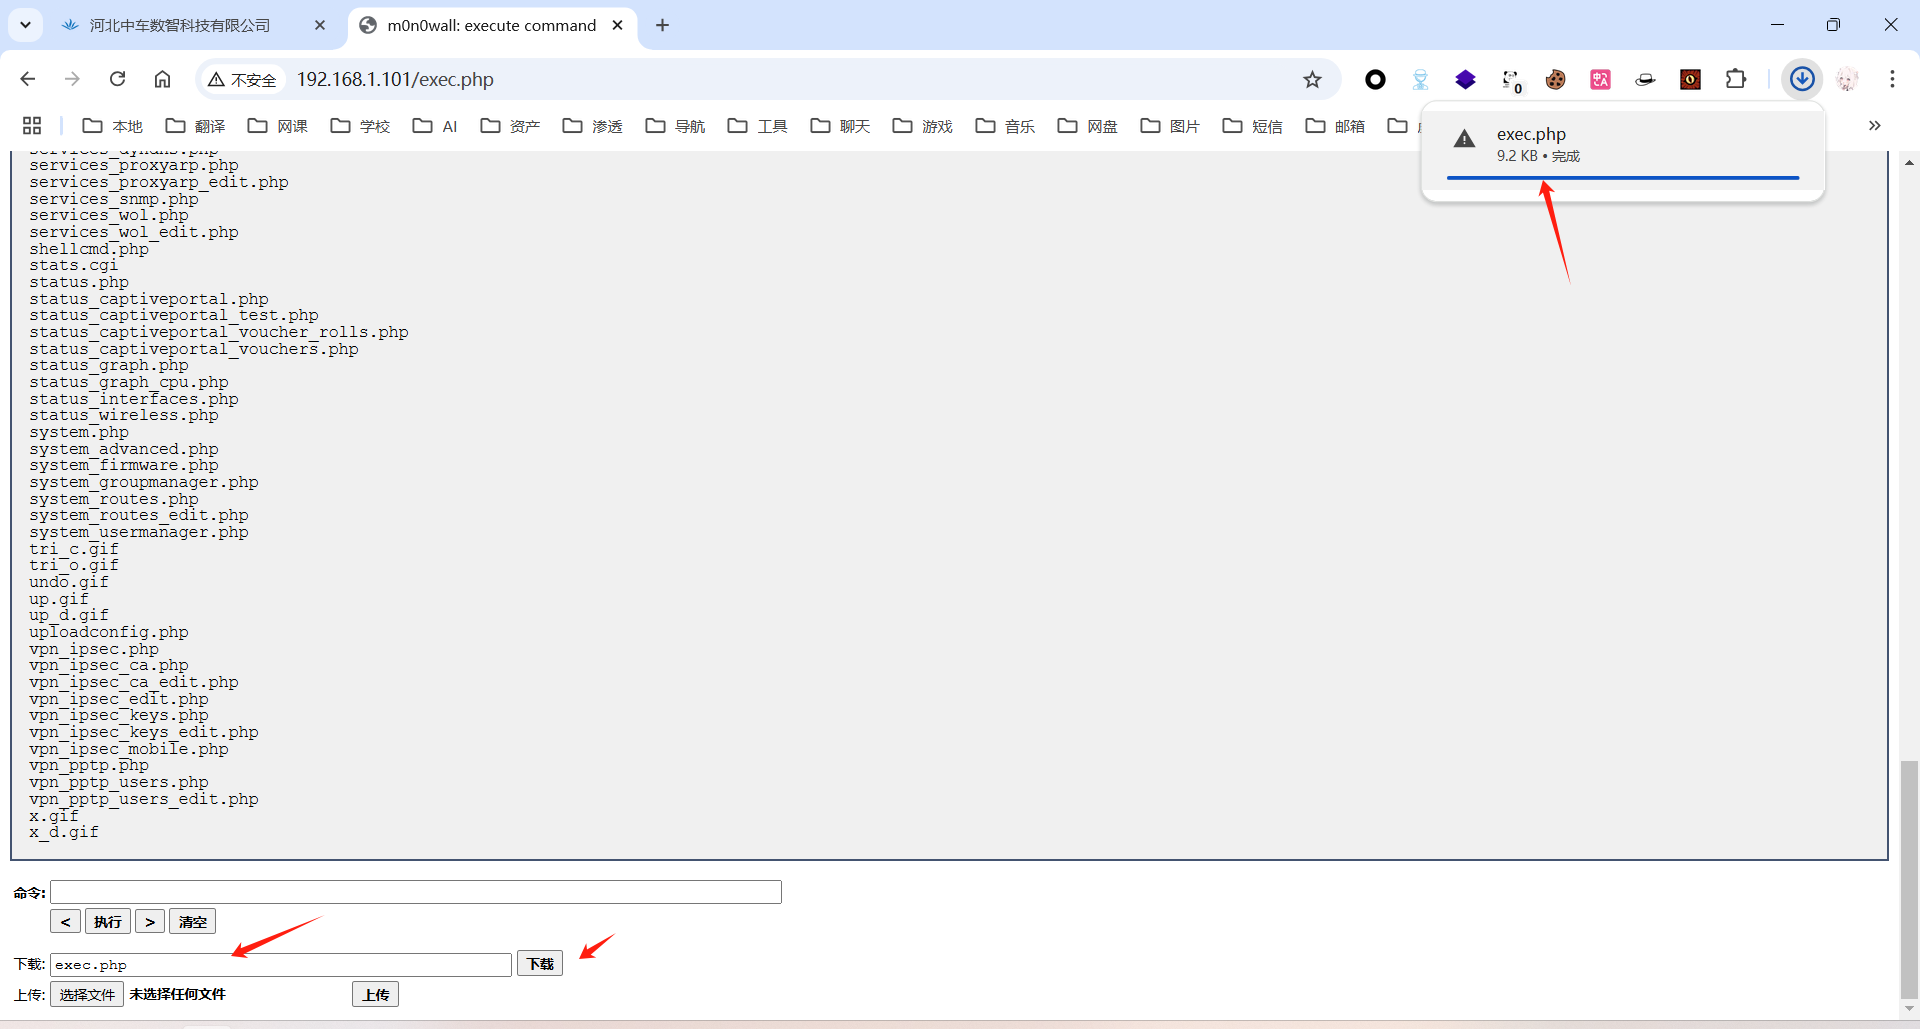 河北中车数智科技有限公司
m0n0wall: execute command
不安全
192.168.1.101/exec.php
0
本地
翻译
网课
学校
AI
资产
渗透
导航
工具
聊天
游戏
音乐
网盘
图片
短信
邮箱
exec.php
9.2 KB • 完成
services_dyndns.php
services_proxyarp.php
services_proxyarp_edit.php
services_snmp.php
services_wol.php
services_wol_edit.php
shellcmd.php
stats.cgi
status.php
status_captiveportal.php
status_captiveportal_test.php
status_captiveportal_voucher_rolls.php
status_captiveportal_vouchers.php
status_graph.php
status_graph_cpu.php
status_interfaces.php
status_wireless.php
system.php
system_advanced.php
system_firmware.php
system_groupmanager.php
system_routes.php
system_routes_edit.php
system_usermanager.php
tri_c.gif
tri_o.gif
undo.gif
up.gif
up_d.gif
uploadconfig.php
vpn_ipsec.php
vpn_ipsec_ca.php
vpn_ipsec_ca_edit.php
vpn_ipsec_edit.php
vpn_ipsec_keys.php
vpn_ipsec_keys_edit.php
vpn_ipsec_mobile.php
vpn_pptp.php
vpn_pptp_users.php
vpn_pptp_users_edit.php
x.gif
x_d.gif
命令:
< 执行 > 清空
下载: exec.php 下载
上传: 选择文件 未选择任何文件 上传